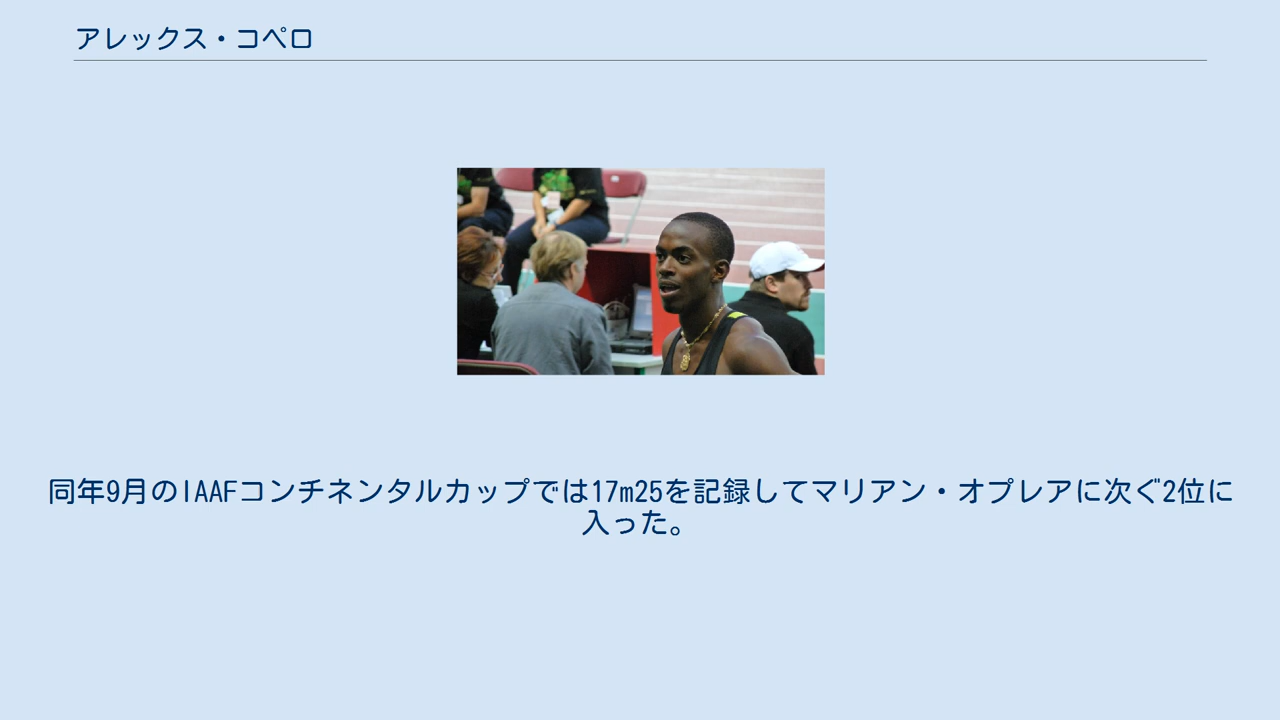 アレックス・コペロ
同年9月のIAAFコンチネンタルカップでは17m25を記録してマリアン・オプレアに次ぐ2位に
入った。